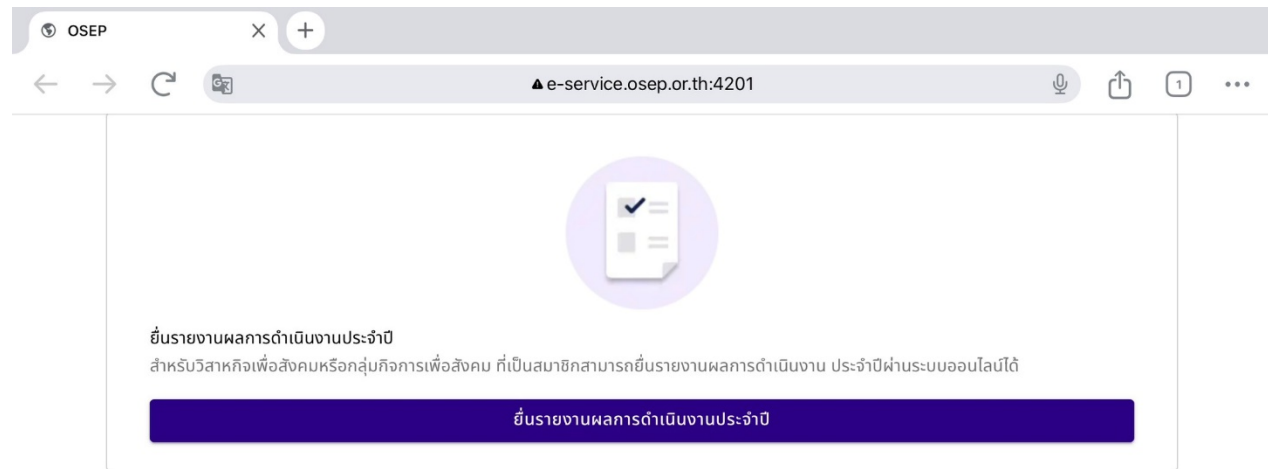 OSEP
e-service.osep.or.th:4201
1
ยื่นรายงานผลการดำเนินงานประจำปี
สำหรับวิสาหกิจเพื่อสังคมหรือกลุ่มกิจการเพื่อสังคม ที่เป็นสมาชิกสามารถยื่นรายงานผลการดำเนินงาน ประจำปีผ่านระบบออนไลน์ได้
ยื่นรายงานผลการดำเนินงานประจำปี